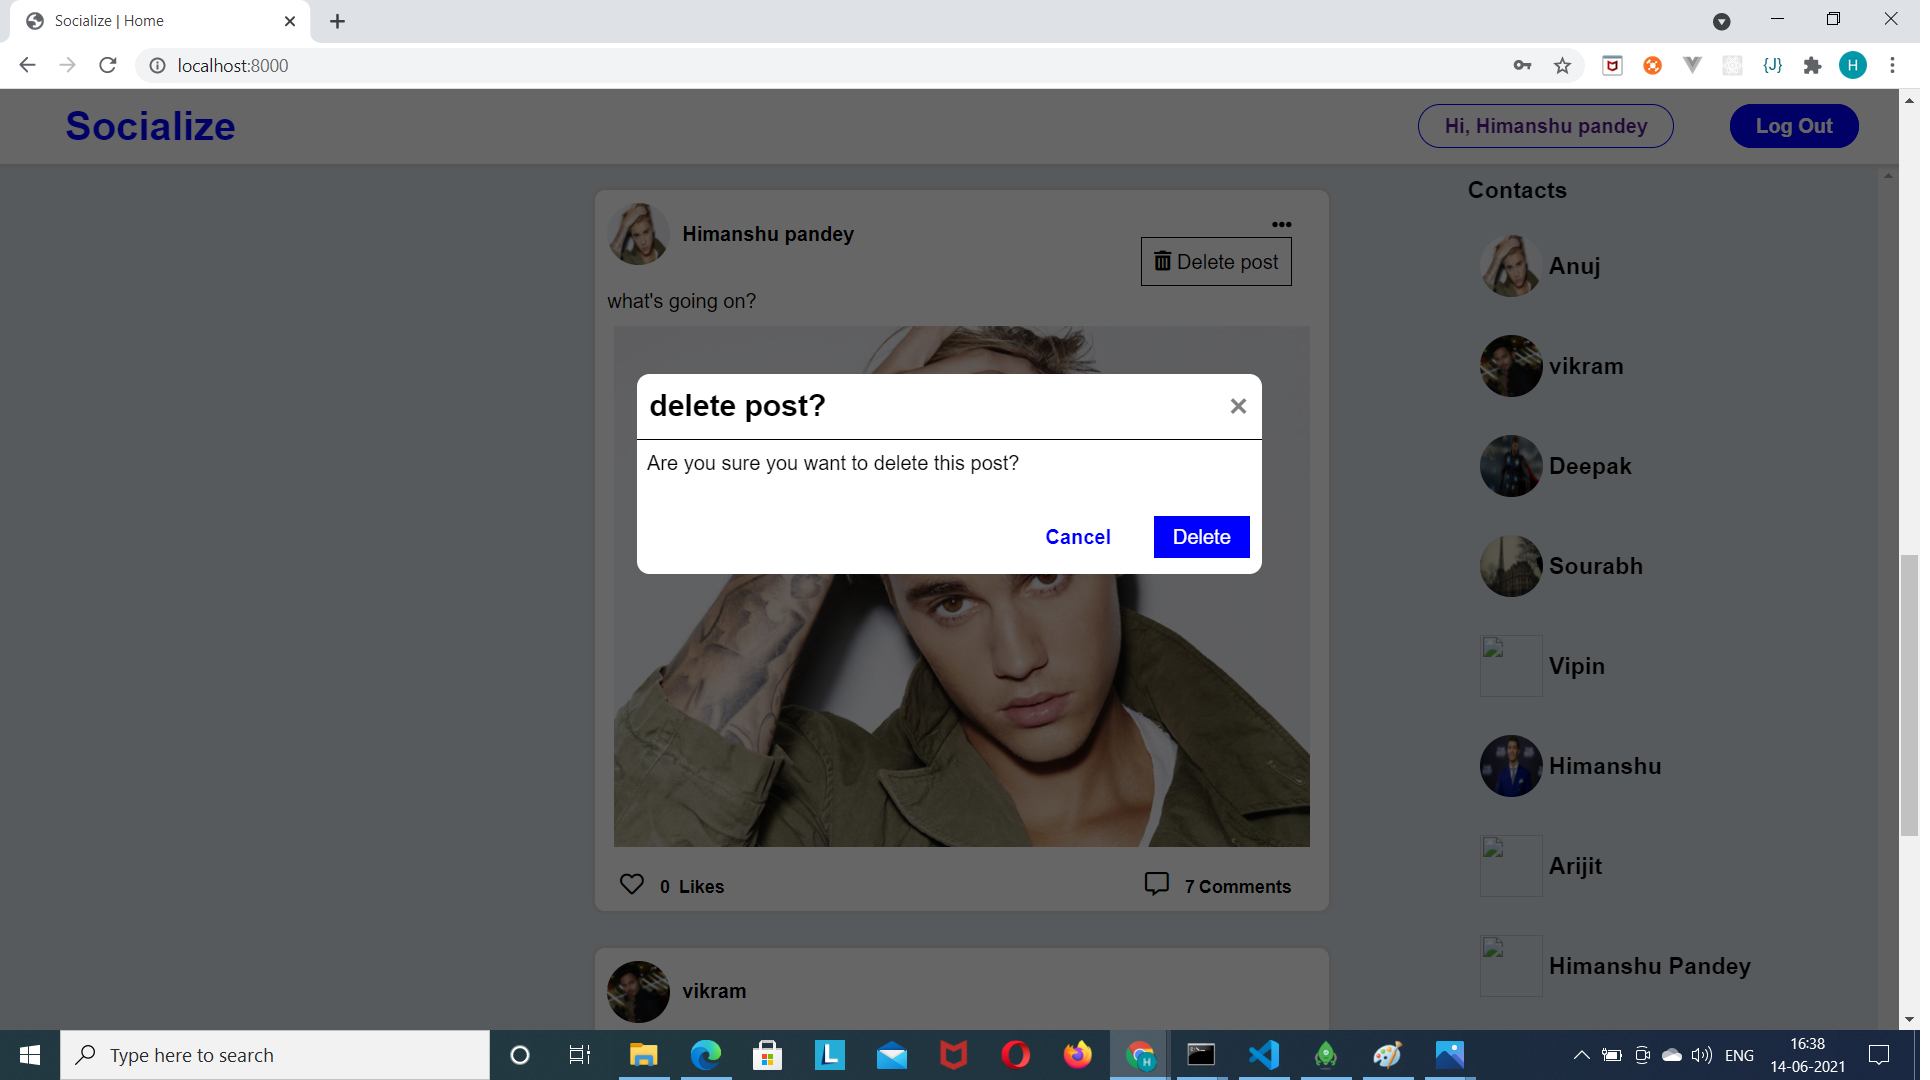 Socialize | Home
localhost:8000
{J}
H
Socialize
Hi, Himanshu pandey
Log Out
Himanshu pandey
Delete post
what's going on?
delete post?
Are you sure you want to delete this post?
Cancel
Delete
0 Likes
7 Comments
vikram
Contacts
Anuj
vikram
Deepak
Sourabh
Vipin
Himanshu
Arijit
Himanshu Pandey
Type here to search
L
H
ENG
16:38
14-06-2021